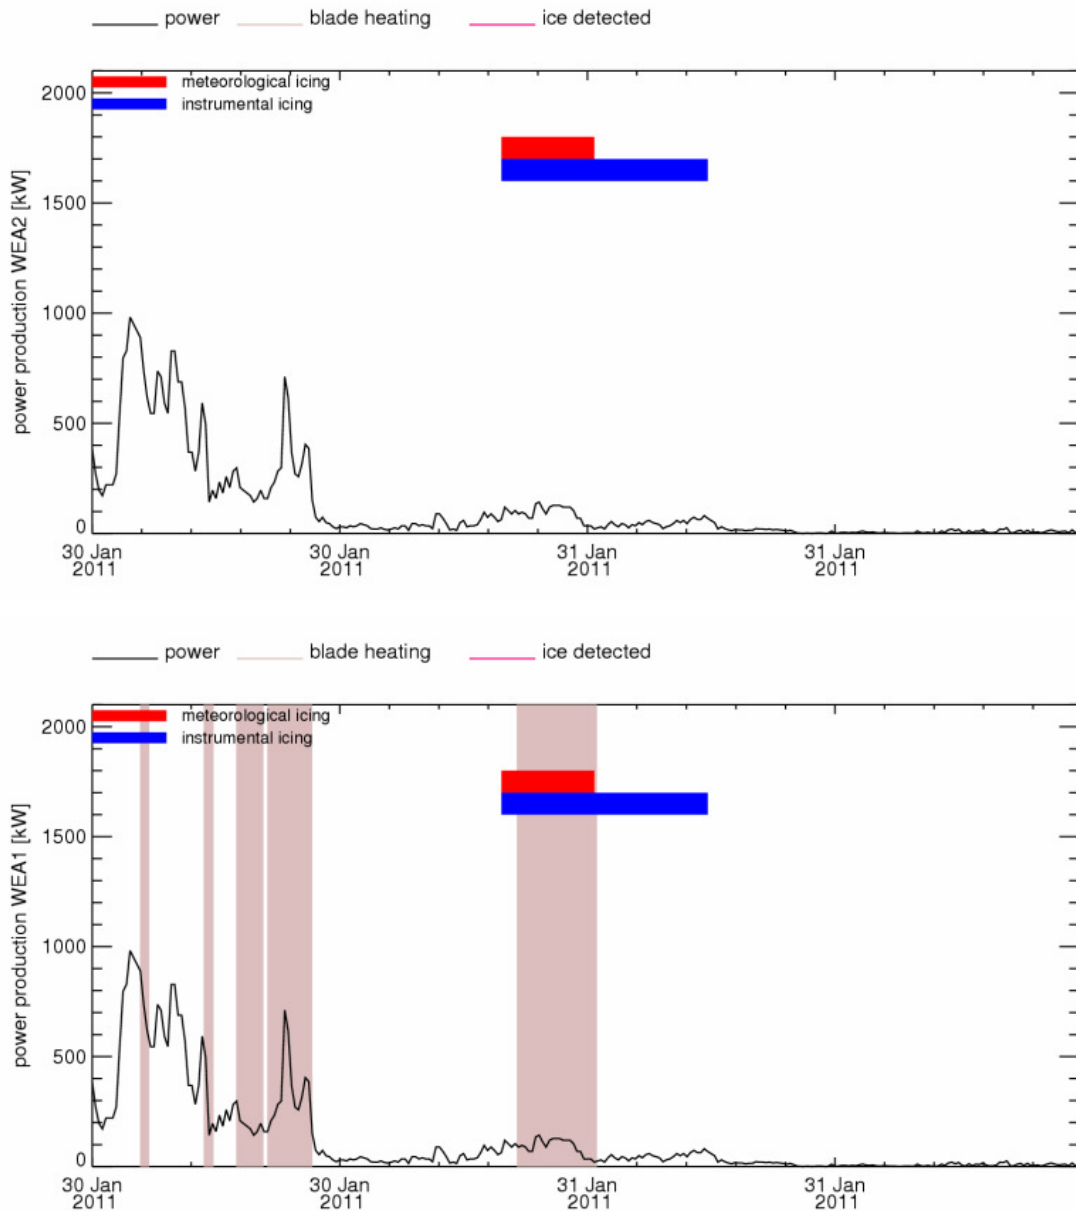 power blade heating ice detected
meteorological icing
instrumental icing
2000
1500
1000
500
0
power production WEA2 [kW]
30 Jan 30 Jan 31 Jan 31 Jan
2011 2011 2011 2011
power blade heating ice detected
meteorological icing
instrumental icing
2000
1500
1000
500
0
power production WEA1 [kW]
30 Jan 30 Jan 31 Jan 31 Jan
2011 2011 2011 2011